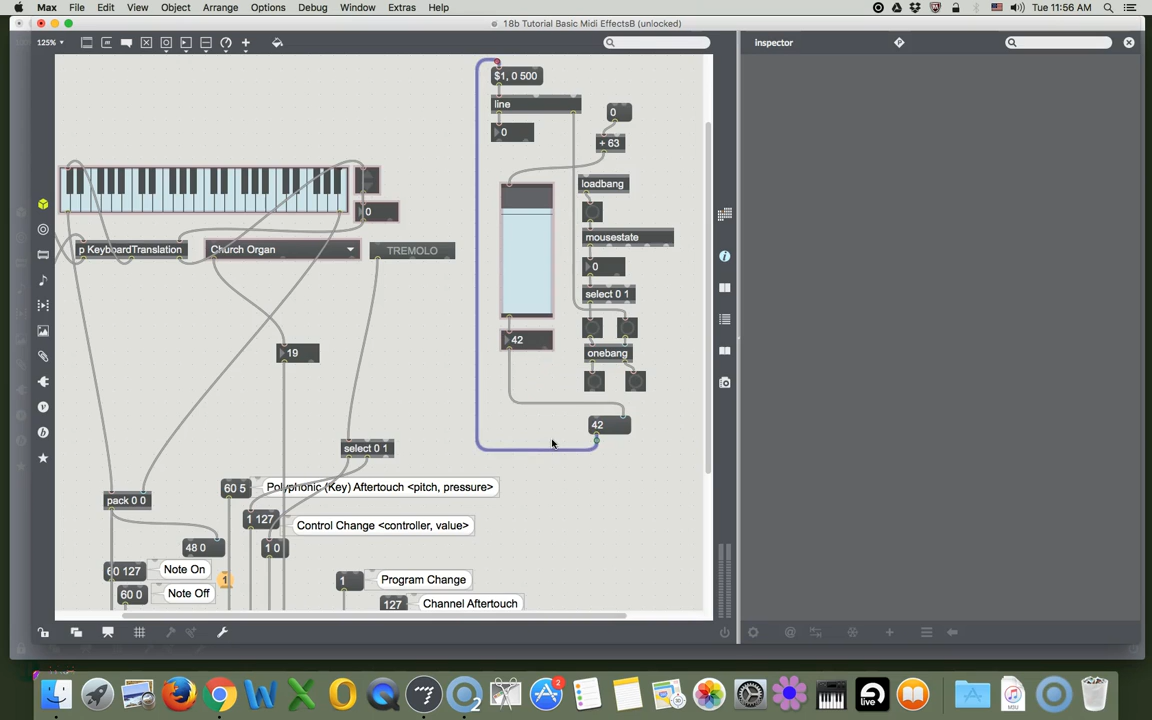 Max File Edit View Object Arrange Options Debug Window Extras Help
Tue 11:56 AM
18b Tutorial Basic Midi EffectsB (unlocked)
125%
inspector
$1, 0 500
line
0
0
+ 63
loadbang
0
mousestate
p KeyboardTranslation
Church Organ
TREMOLO
0
select 0 1
42
19
onebang
42
select 0 1
60 5
Polyphonic (Key) Aftertouch <pitch, pressure>
pack 0 0
1 127
Control Change <controller, value>
48 0
1 0
60 127
Note On
1
1
Program Change
60 0
Note Off
127
Channel Aftertouch
2
live
M3U